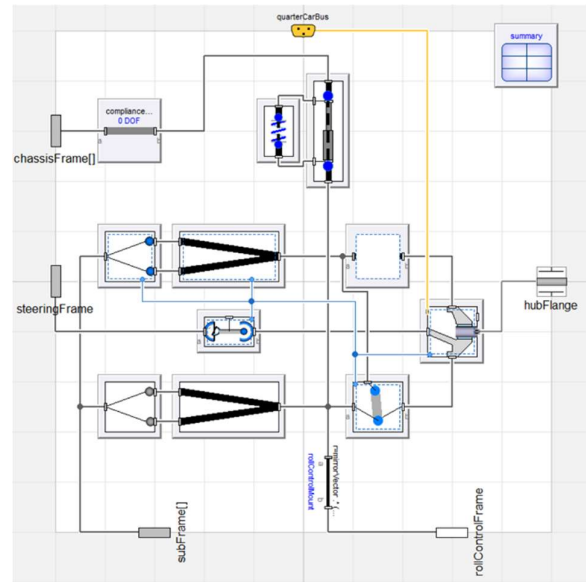 quarterCarBus
summary
compliance...
0 DOF
chassisFrame[]
steeringFrame
hubFlange
a
b
rollControlMount
subFrame[]
rollControlFrame